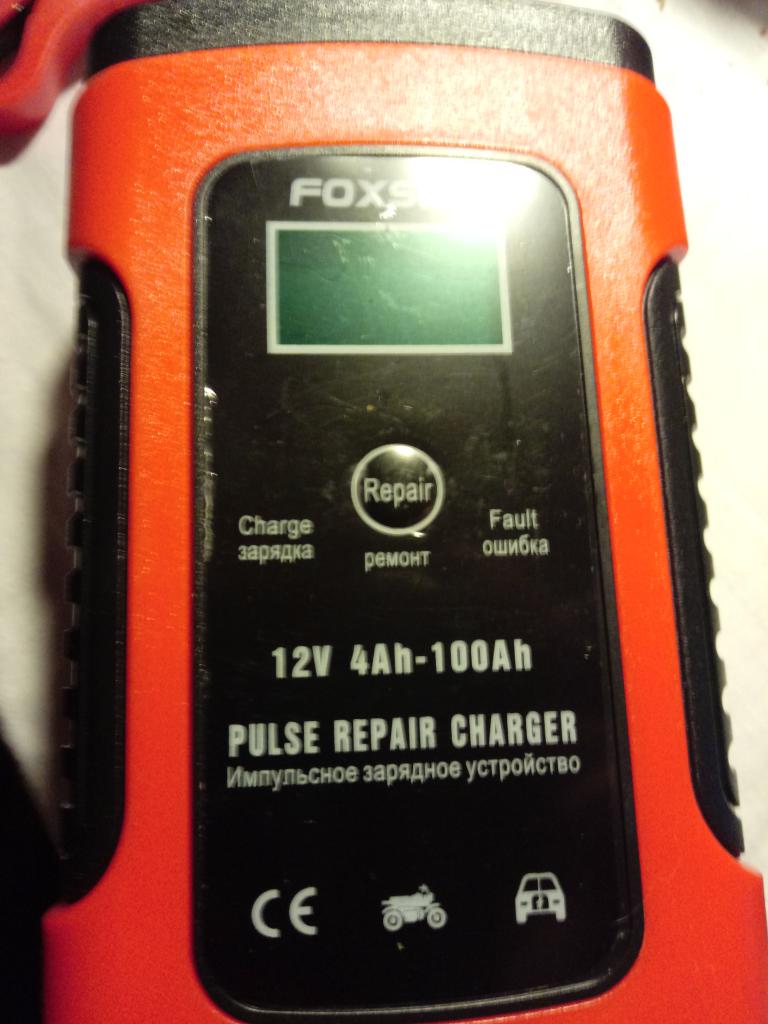 Repair
Charge
зарядка
ремонт
Fault
ошибка
12V 4Ah-100Ah
PULSE REPAIR CHARGER
Импульсное зарядное устройство
CE